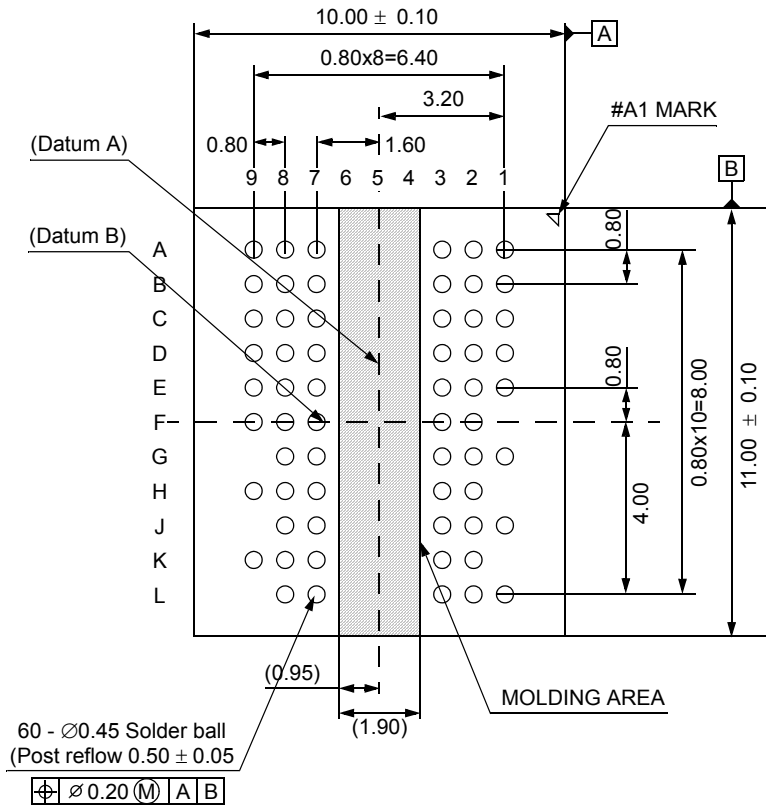 10.00 ± 0.10
A
0.80x8=6.40
3.20
#A1 MARK
(Datum A)
0.80
1.60
B
9 8 7 6 5 4 3 2 1
(Datum B)
0.80
A
B
C
D
E
F
G
H
J
K
L
0.80
0.80x10=8.00
11.00 ± 0.10
4.00
(0.95)
MOLDING AREA
(1.90)
60 - ∅0.45 Solder ball
(Post reflow 0.50 ± 0.05
⌖ ∅ 0.20 Ⓜ A B